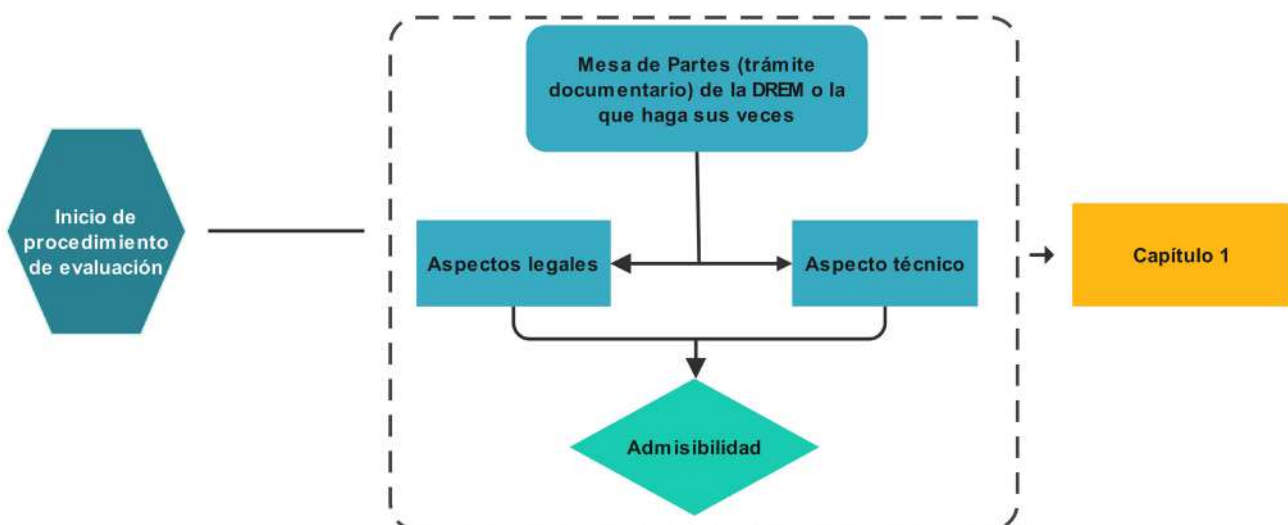 Mesa de Partes (trámite
documentario) de la DREM o la
que haga sus veces
Inicio de
procedimiento
de evaluación
Aspectos legales
Aspecto técnico
Capítulo 1
Admisibilidad